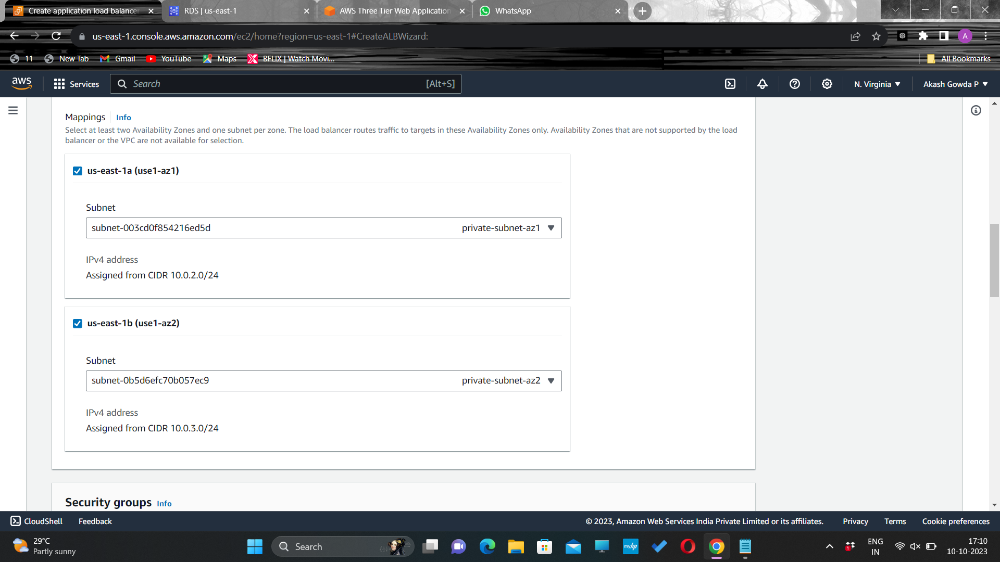 Create application load balancer
RDS | us-east-1
AWS Three Tier Web Application
WhatsApp
us-east-1.console.aws.amazon.com/ec2/home?region=us-east-1#CreateALBWizard:
A
11
New Tab
Gmail
YouTube
Maps
BFLIX | Watch Movi...
All Bookmarks
aws
Services
Search
[Alt+S]
N. Virginia
Akash Gowda P
Mappings
Info
Select at least two Availability Zones and one subnet per zone. The load balancer routes traffic to targets in these Availability Zones only. Availability Zones that are not supported by the load
balancer or the VPC are not available for selection.
us-east-1a (use1-az1)
Subnet
subnet-003cd0f854216ed5d
private-subnet-az1
IPv4 address
Assigned from CIDR 10.0.2.0/24
us-east-1b (use1-az2)
Subnet
subnet-0b5d6efc70b057ec9
private-subnet-az2
IPv4 address
Assigned from CIDR 10.0.3.0/24
Security groups
Info
CloudShell
Feedback
© 2023, Amazon Web Services India Private Limited or its affiliates.
Privacy
Terms
Cookie preferences
29°C
Partly sunny
Search
myhp
1
ENG
IN
17:10
10-10-2023